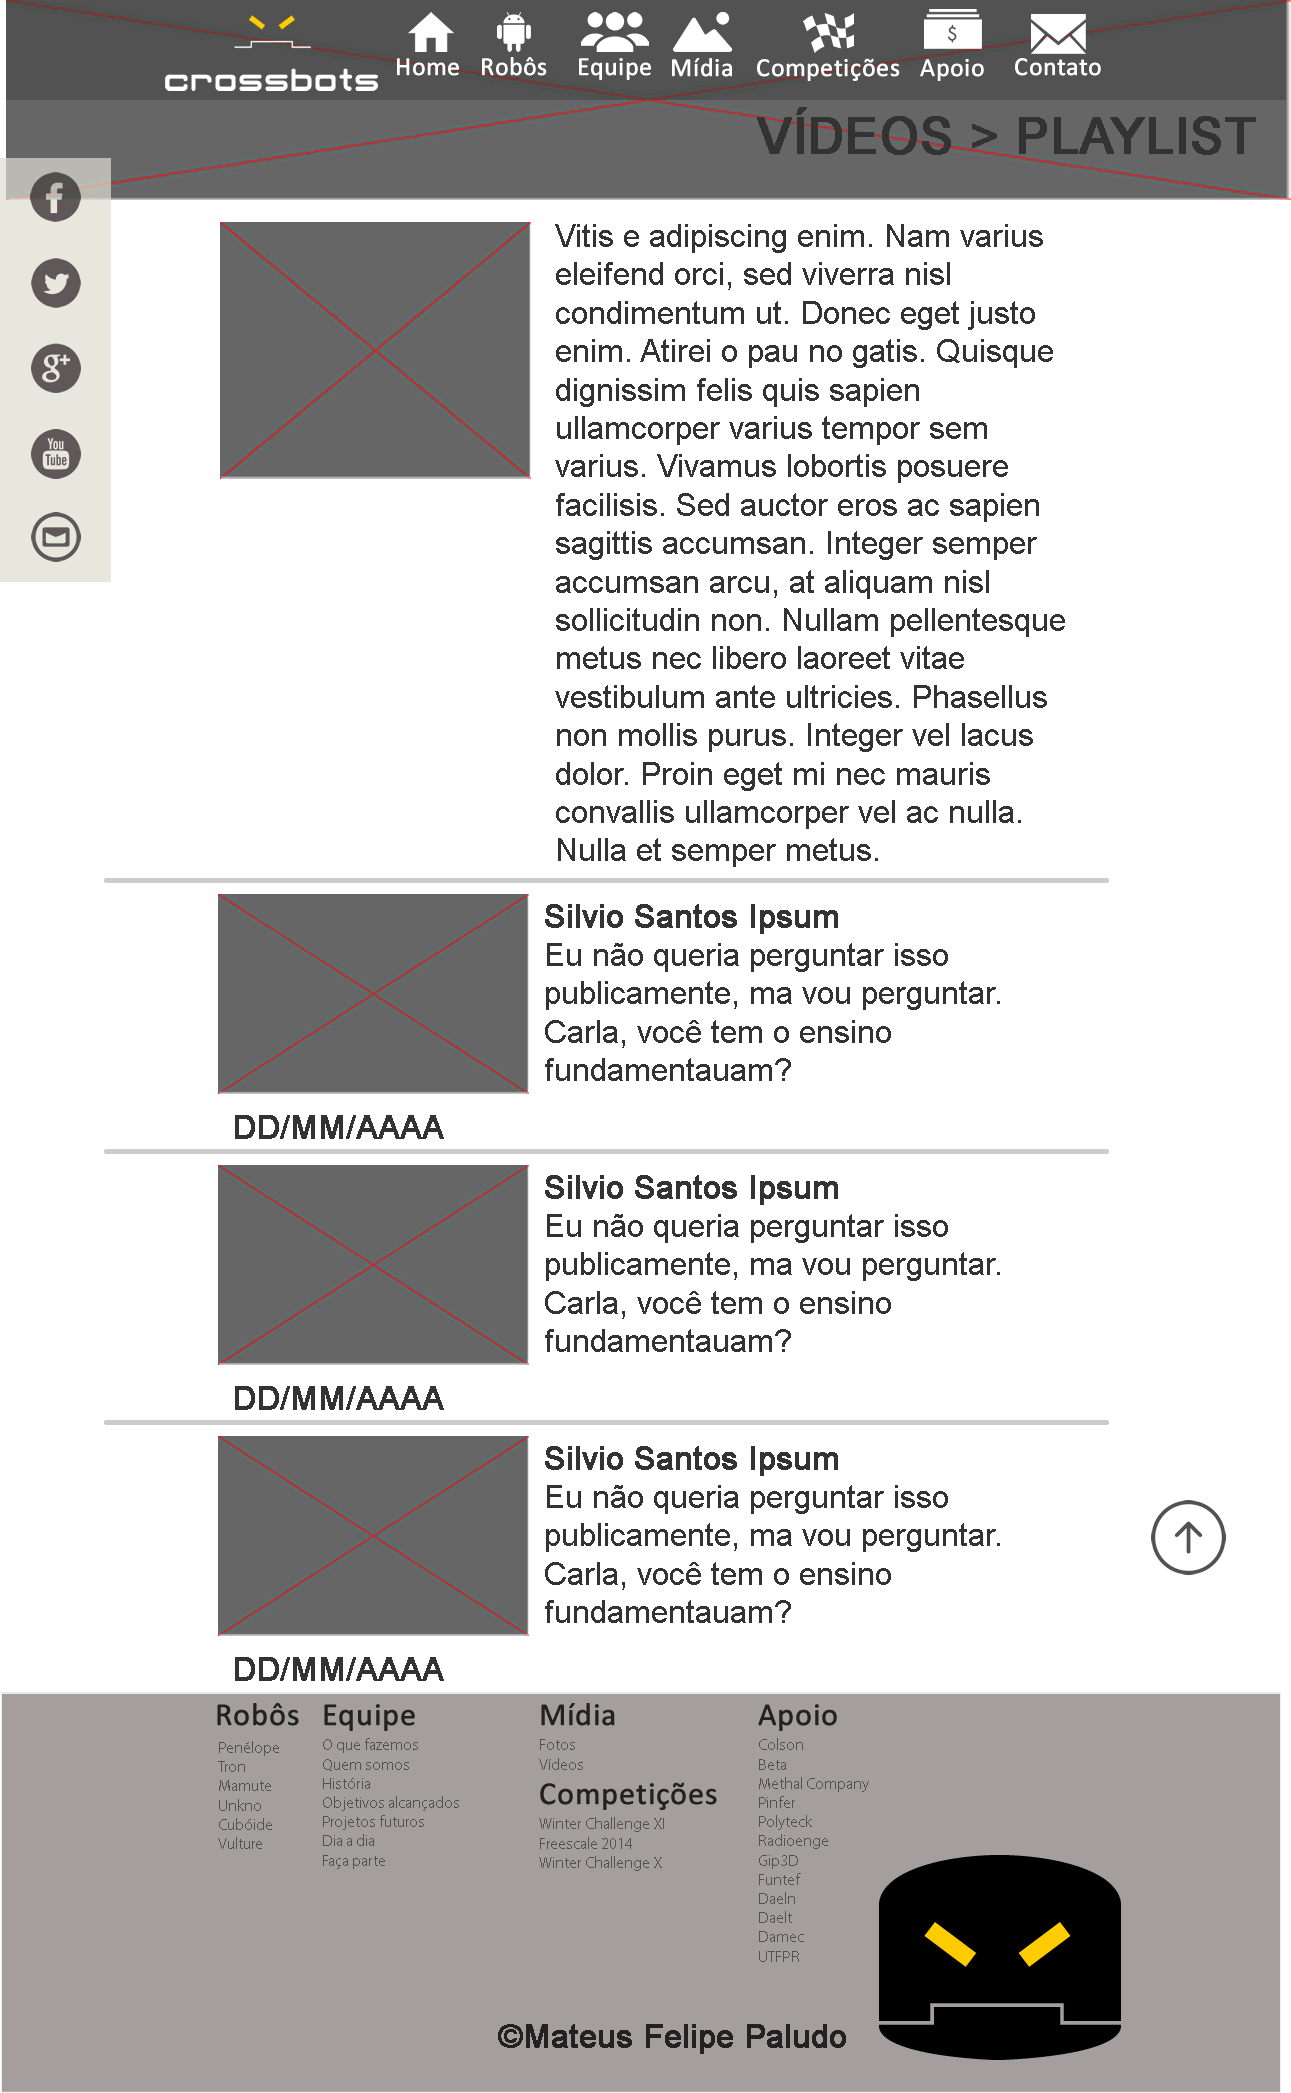 crossbots
Home Robôs Equipe Mídia Competições Apoio Contato
$
VÍDEOS > PLAYLIST
f
g+
You
Tube
Vitis e adipiscing enim. Nam varius
eleifend orci, sed viverra nisl
condimentum ut. Donec eget justo
enim. Atirei o pau no gatis. Quisque
dignissim felis quis sapien
ullamcorper varius tempor sem
varius. Vivamus lobortis posuere
facilisis. Sed auctor eros ac sapien
sagittis accumsan. Integer semper
accumsan arcu, at aliquam nisl
sollicitudin non. Nullam pellentesque
metus nec libero laoreet vitae
vestibulum ante ultricies. Phasellus
non mollis purus. Integer vel lacus
dolor. Proin eget mi nec mauris
convallis ullamcorper vel ac nulla.
Nulla et semper metus.
Silvio Santos Ipsum
Eu não queria perguntar isso
publicamente, ma vou perguntar.
Carla, você tem o ensino
fundamentauam?
DD/MM/AAAA
Silvio Santos Ipsum
Eu não queria perguntar isso
publicamente, ma vou perguntar.
Carla, você tem o ensino
fundamentauam?
DD/MM/AAAA
Silvio Santos Ipsum
Eu não queria perguntar isso
publicamente, ma vou perguntar.
Carla, você tem o ensino
fundamentauam?
DD/MM/AAAA
Robôs
Penélope
Tron
Mamute
Unkno
Cubóide
Vulture
Equipe
O que fazemos
Quem somos
História
Objetivos alcançados
Projetos futuros
Dia a dia
Faça parte
Mídia
Fotos
Vídeos
Competições
Winter Challenge XI
Freescale 2014
Winter Challenge X
Apoio
Colson
Beta
Methal Company
Pinfer
Polyteck
Radioenge
Gip3D
Funtef
Daeln
Daelt
Damec
UTFPR
©Mateus Felipe Paludo